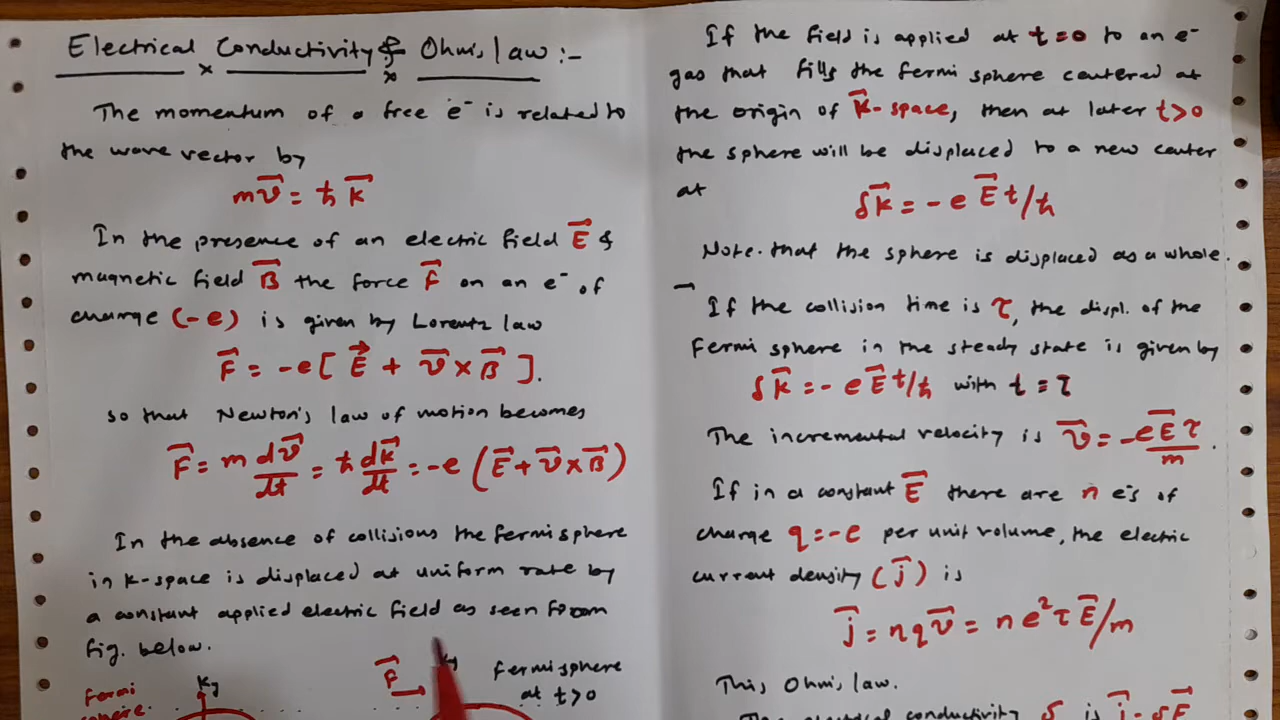 Electrical Conductivity & Ohm's law :-
The momentum of a free e⁻ is related to
the wave vector by
mv⃗ = ħ k⃗
In the presence of an electric field E⃗ &
magnetic field B⃗ the force F⃗ on an e⁻ of
charge (-e) is given by Lorentz law
F⃗ = -e [ E⃗ + v⃗ × B⃗ ].
so that Newton's law of motion becomes
F⃗ = m dv⃗/dt = ħ dk⃗/dt = -e (E⃗ + v⃗ × B⃗)
In the absence of collisions the fermisphere
in k-space is displaced at uniform rate by
a constant applied electric field as seen from
fig. below.
fermi
sphere.
ky
F⃗
ky
fermisphere
at t>0
If the field is applied at t=0 to an e⁻
gas that fills the fermi sphere centered at
the origin of k⃗-space, then at later t>0
the sphere will be displaced to a new center
at
δk⃗ = -e E⃗ t/ħ
Note. that the sphere is displaced as a whole.
→ If the collision time is τ, the displ. of the
fermi sphere in the steady state is given by
δk⃗ = - e E⃗ t/ħ with t = τ
The incremental velocity is v⃗ = -eE⃗τ/m.
If in a constant E⃗ there are n e's of
charge q = -e per unit volume, the electric
current density (j⃗) is
j⃗ = nqv⃗ = n e² τ E⃗/m
This, Ohm's law.
The electrical conductivity